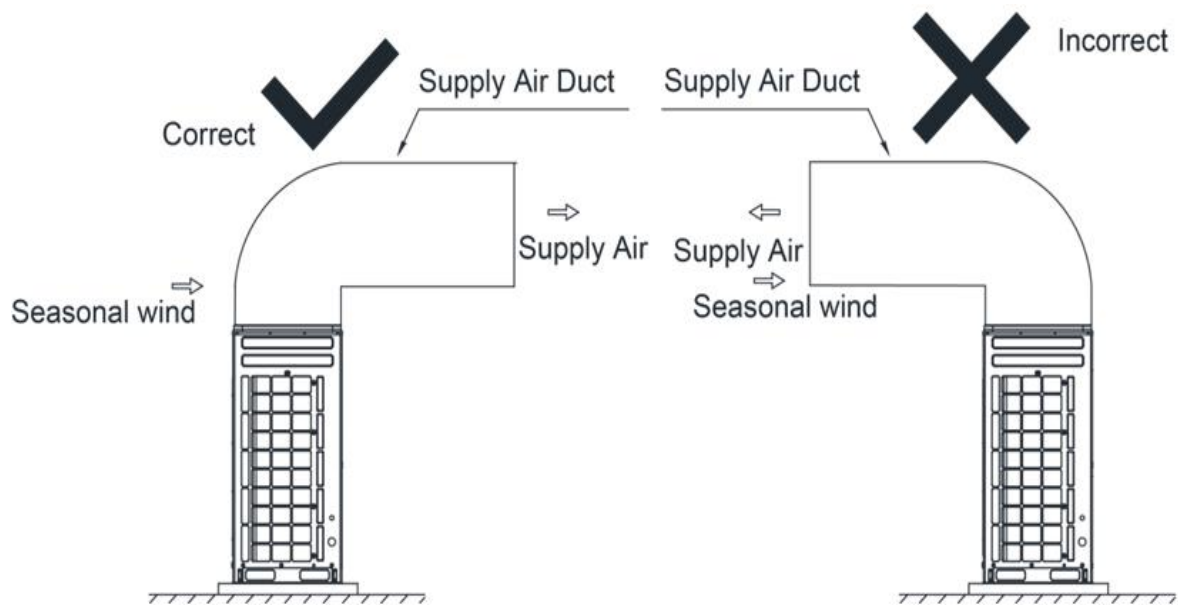 Incorrect
Supply Air Duct
Supply Air Duct
Correct
Supply Air
Supply Air
Seasonal wind
Seasonal wind